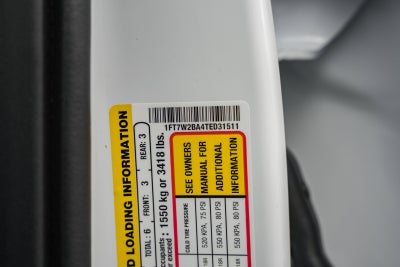 1FT7W2BA4TED31511
D LOADING INFORMATION
TOTAL : 6 FRONT: 3 REAR: 3
ccupants : 1550 kg or 3418 lbs.
r exceed :
COLD TIRE PRESSURE
520 KPA, 75 PSI
550 KPA, 80 PSI
550 KPA, 80 PSI
SEE OWNERS
MANUAL FOR
ADDITIONAL
INFORMATION